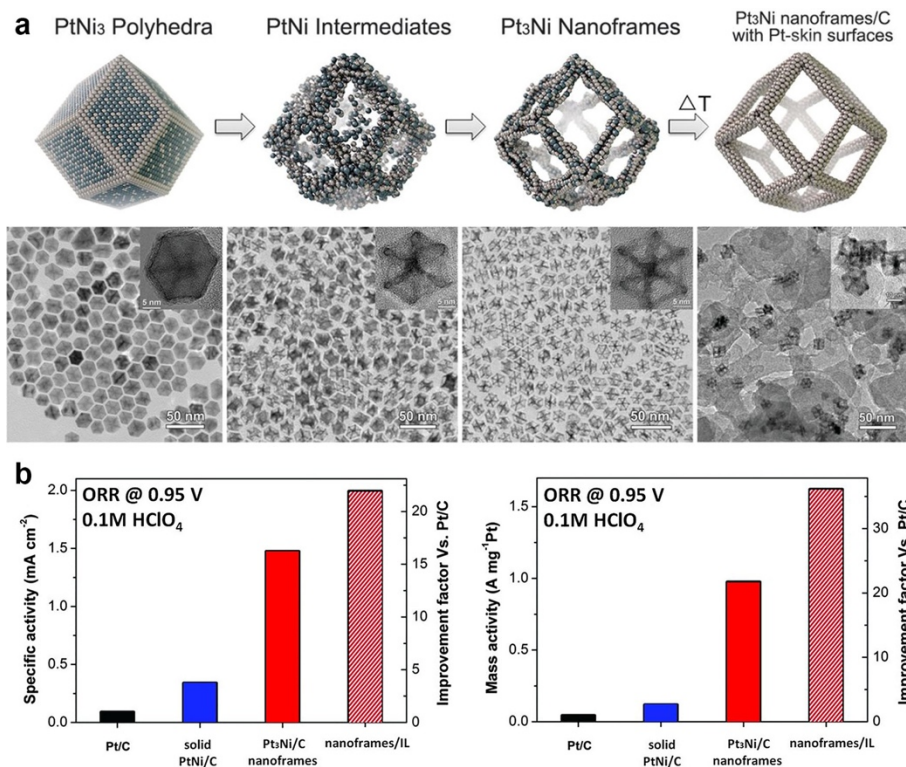 a
PtNi₃ Polyhedra
PtNi Intermediates
Pt₃Ni Nanoframes
Pt₃Ni nanoframes/C
with Pt-skin surfaces
△T
5 nm
5 nm
5 nm
50 nm
50 nm
50 nm
50 nm
b
ORR @ 0.95 V
0.1M HClO₄
Specific activity (mA cm⁻²)
2.0
1.5
1.0
0.5
0.0
Improvement factor Vs. Pt/C
20
15
10
5
0
Pt/C
solid
PtNi/C
Pt₃Ni/C
nanoframes
nanoframes/IL
ORR @ 0.95 V
0.1M HClO₄
Mass activity (A mg⁻¹Pt)
1.5
1.0
0.5
0.0
Improvement factor Vs. Pt/C
30
20
10
0
Pt/C
solid
PtNi/C
Pt₃Ni/C
nanoframes
nanoframes/IL